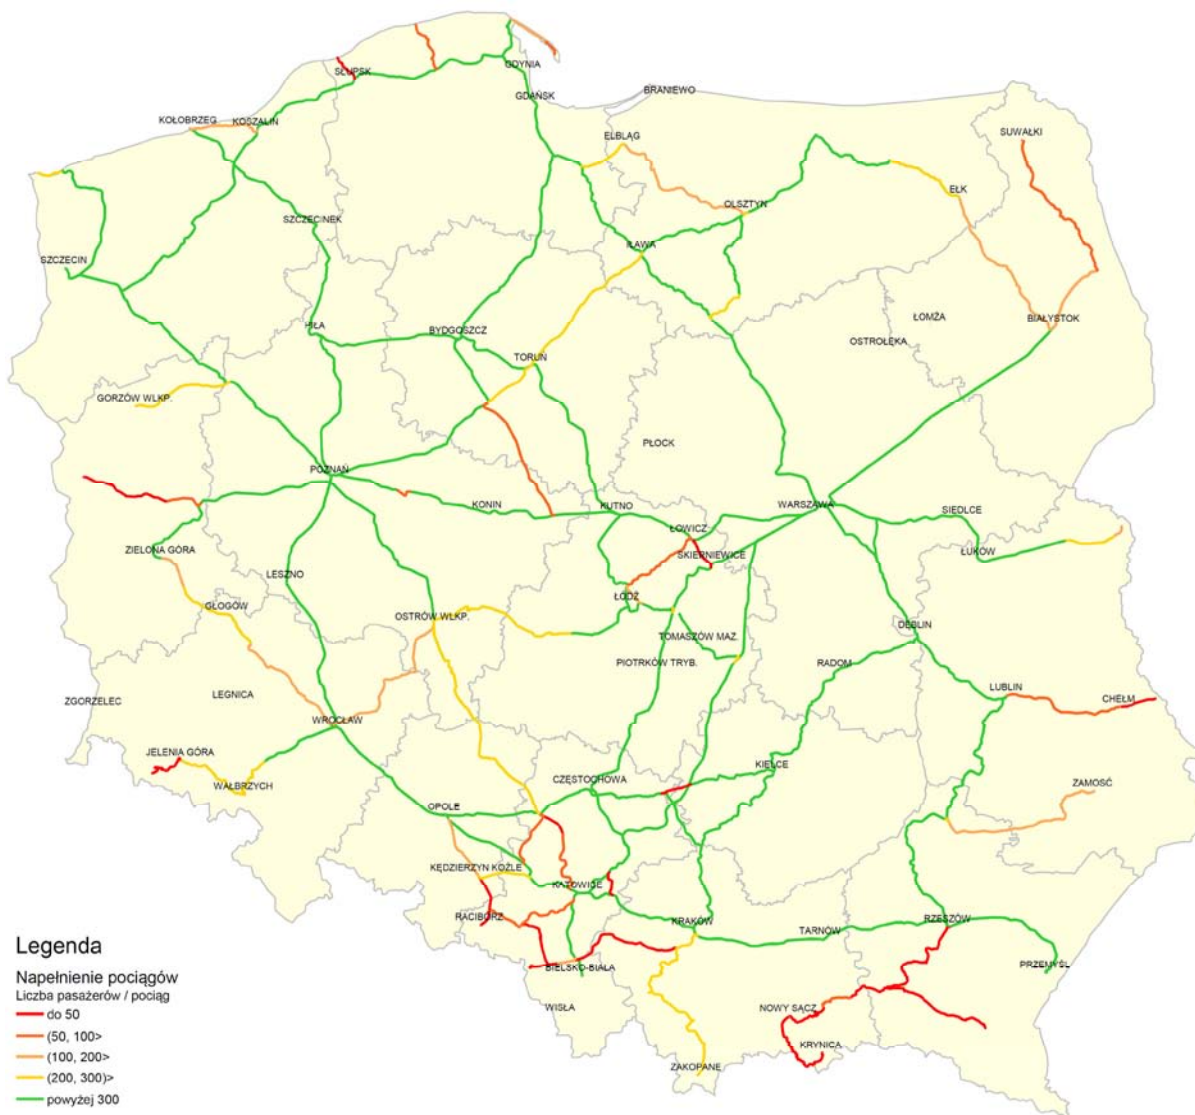 SŁUPSK
GDYNIA
GDAŃSK
BRANIEWO
KOŁOBRZEG
KOSZALIN
ELBLĄG
SUWAŁKI
EŁK
OLSZTYN
SZCZECINEK
IŁAWA
SZCZECIN
ŁOMŻA
BIAŁYSTOK
PIŁA
BYDGOSZCZ
OSTROŁĘKA
TORUN
GORZÓW WLKP.
PŁOCK
POZNAŃ
KONIN
KUTNO
WARSZAWA
SIEDLCE
ŁOWICZ
ZIELONA GÓRA
SKIERNIEWICE
ŁUKÓW
LESZNO
GŁOGÓW
ŁÓDŹ
OSTRÓW WLKP.
DĘBLIN
TOMASZÓW MAZ.
PIOTRKÓW TRYB.
RADOM
ZGORZELEC
LEGNICA
LUBLIN
CHEŁM
WROCŁAW
JELENIA GÓRA
KIELCE
WAŁBRZYCH
CZĘSTOCHOWA
ZAMOŚĆ
OPOLE
KĘDZIERZYN KOŹLE
KATOWICE
RACIBÓRZ
KRAKÓW
TARNÓW
RZESZÓW
BIELSKO-BIAŁA
PRZEMYŚL
WISŁA
NOWY SĄCZ
KRYNICA
ZAKOPANE
Legenda
Napełnienie pociągów
Liczba pasażerów / pociąg
do 50
(50, 100>
(100, 200>
(200, 300)>
powyżej 300